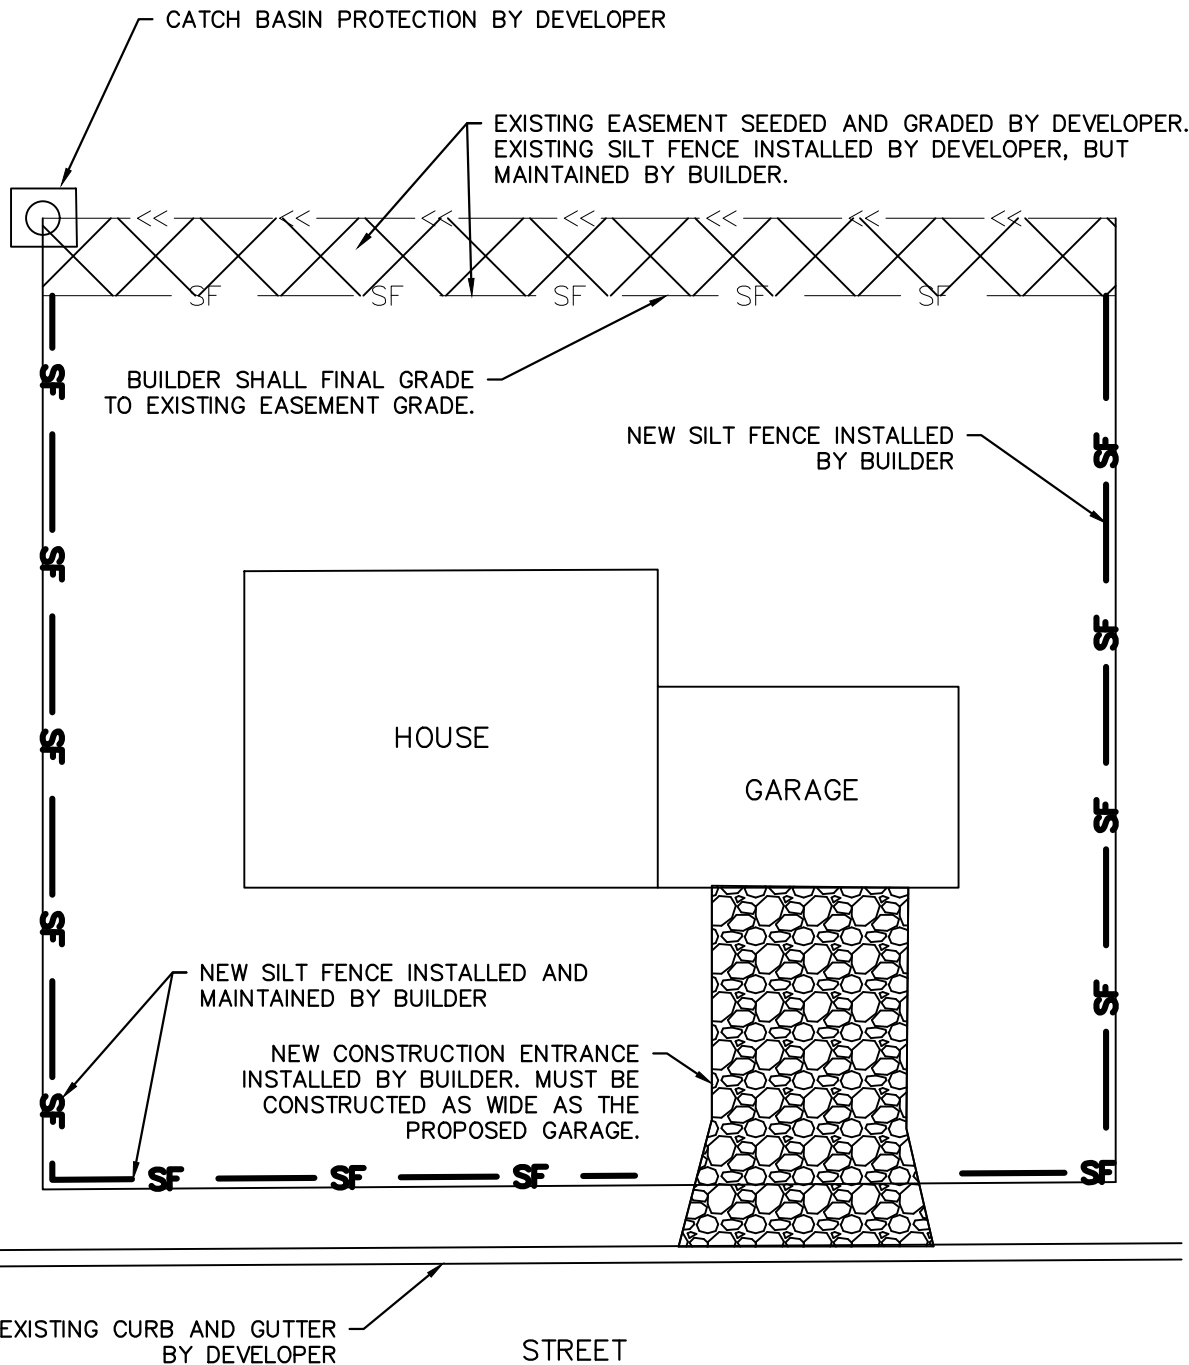 CATCH BASIN PROTECTION BY DEVELOPER
EXISTING EASEMENT SEEDED AND GRADED BY DEVELOPER.
EXISTING SILT FENCE INSTALLED BY DEVELOPER, BUT
MAINTAINED BY BUILDER.
<< << << << << << <<
SF SF SF SF SF
BUILDER SHALL FINAL GRADE
TO EXISTING EASEMENT GRADE.
SF
NEW SILT FENCE INSTALLED
BY BUILDER
SF
SF
SF
HOUSE
SF
GARAGE
SF
SF
SF
NEW SILT FENCE INSTALLED AND
MAINTAINED BY BUILDER
SF
NEW CONSTRUCTION ENTRANCE
INSTALLED BY BUILDER. MUST BE
CONSTRUCTED AS WIDE AS THE
PROPOSED GARAGE.
SF
SF SF SF SF
EXISTING CURB AND GUTTER
BY DEVELOPER
STREET